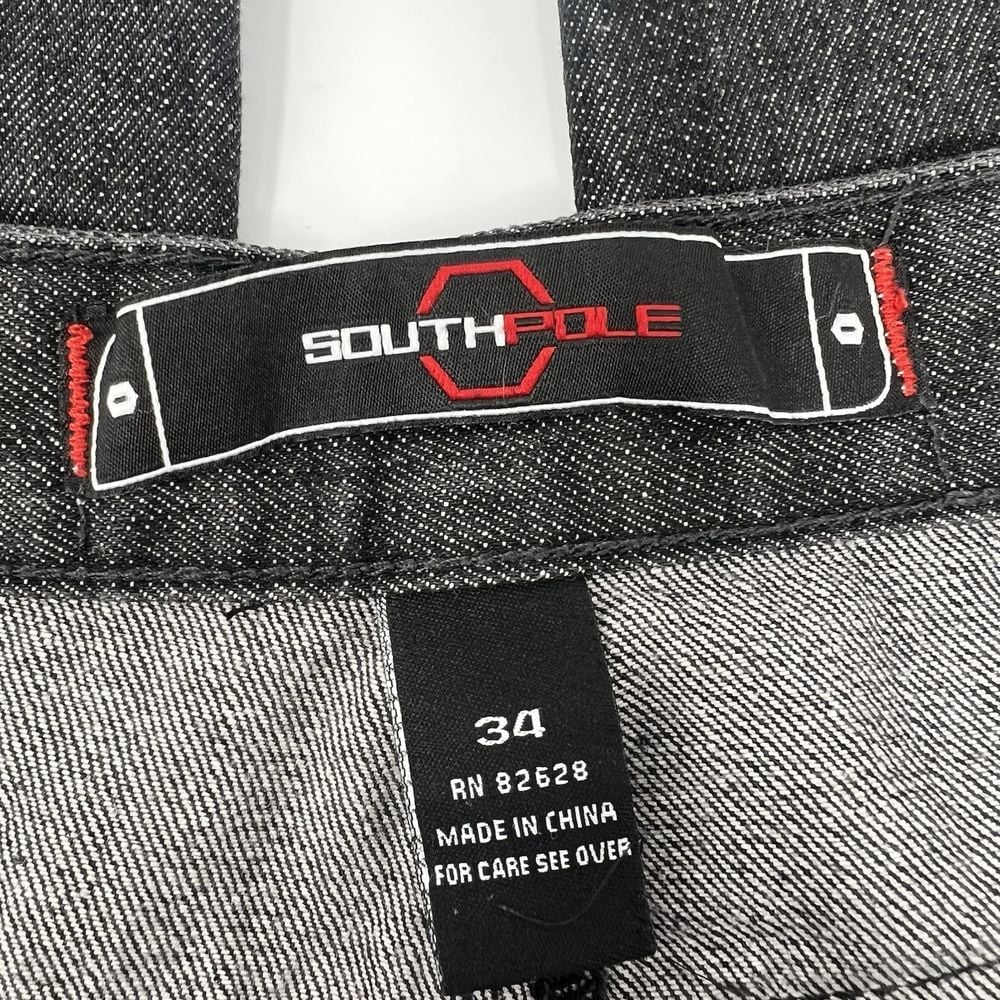 SOUTHPOLE
34
RN 82628
MADE IN CHINA
FOR CARE SEE OVER